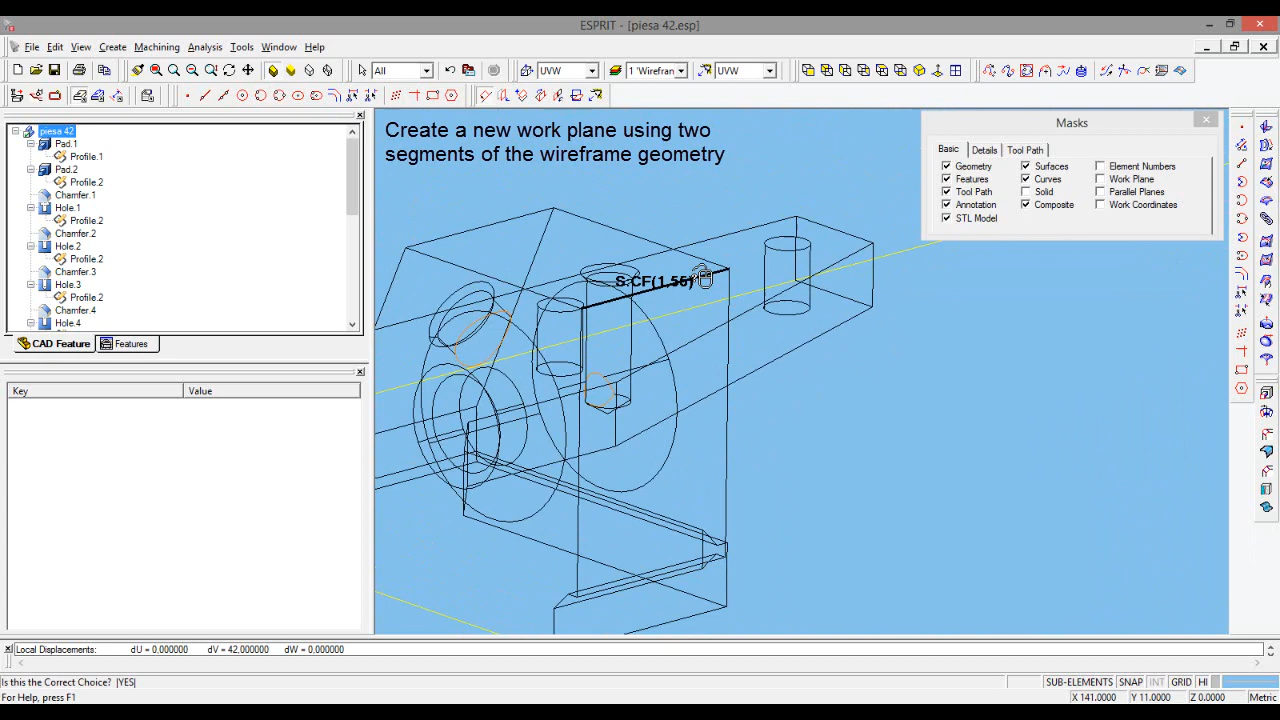 ESPRIT - [piesa 42.esp]
File Edit View Create Machining Analysis Tools Window Help
All UVW 1 'Wirefran UVW
piesa 42
Pad.1
Profile.1
Pad.2
Profile.2
Chamfer.1
Hole.1
Profile.2
Chamfer.2
Hole.2
Profile.2
Chamfer.3
Hole.3
Profile.2
Chamfer.4
Hole.4
CAD Feature Features
Key Value
Create a new work plane using two
segments of the wireframe geometry
S.CF(1,55)
Masks
Basic Details Tool Path
Geometry Surfaces Element Numbers
Features Curves Work Plane
Tool Path Solid Parallel Planes
Annotation Composite Work Coordinates
STL Model
Local Displacements: dU = 0,000000 dV = 42,000000 dW = 0,000000
Is this the Correct Choice? |YES|
SUB-ELEMENTS SNAP INT GRID HI
For Help, press F1
X 141.0000 Y 11.0000 Z 0.0000 Metric